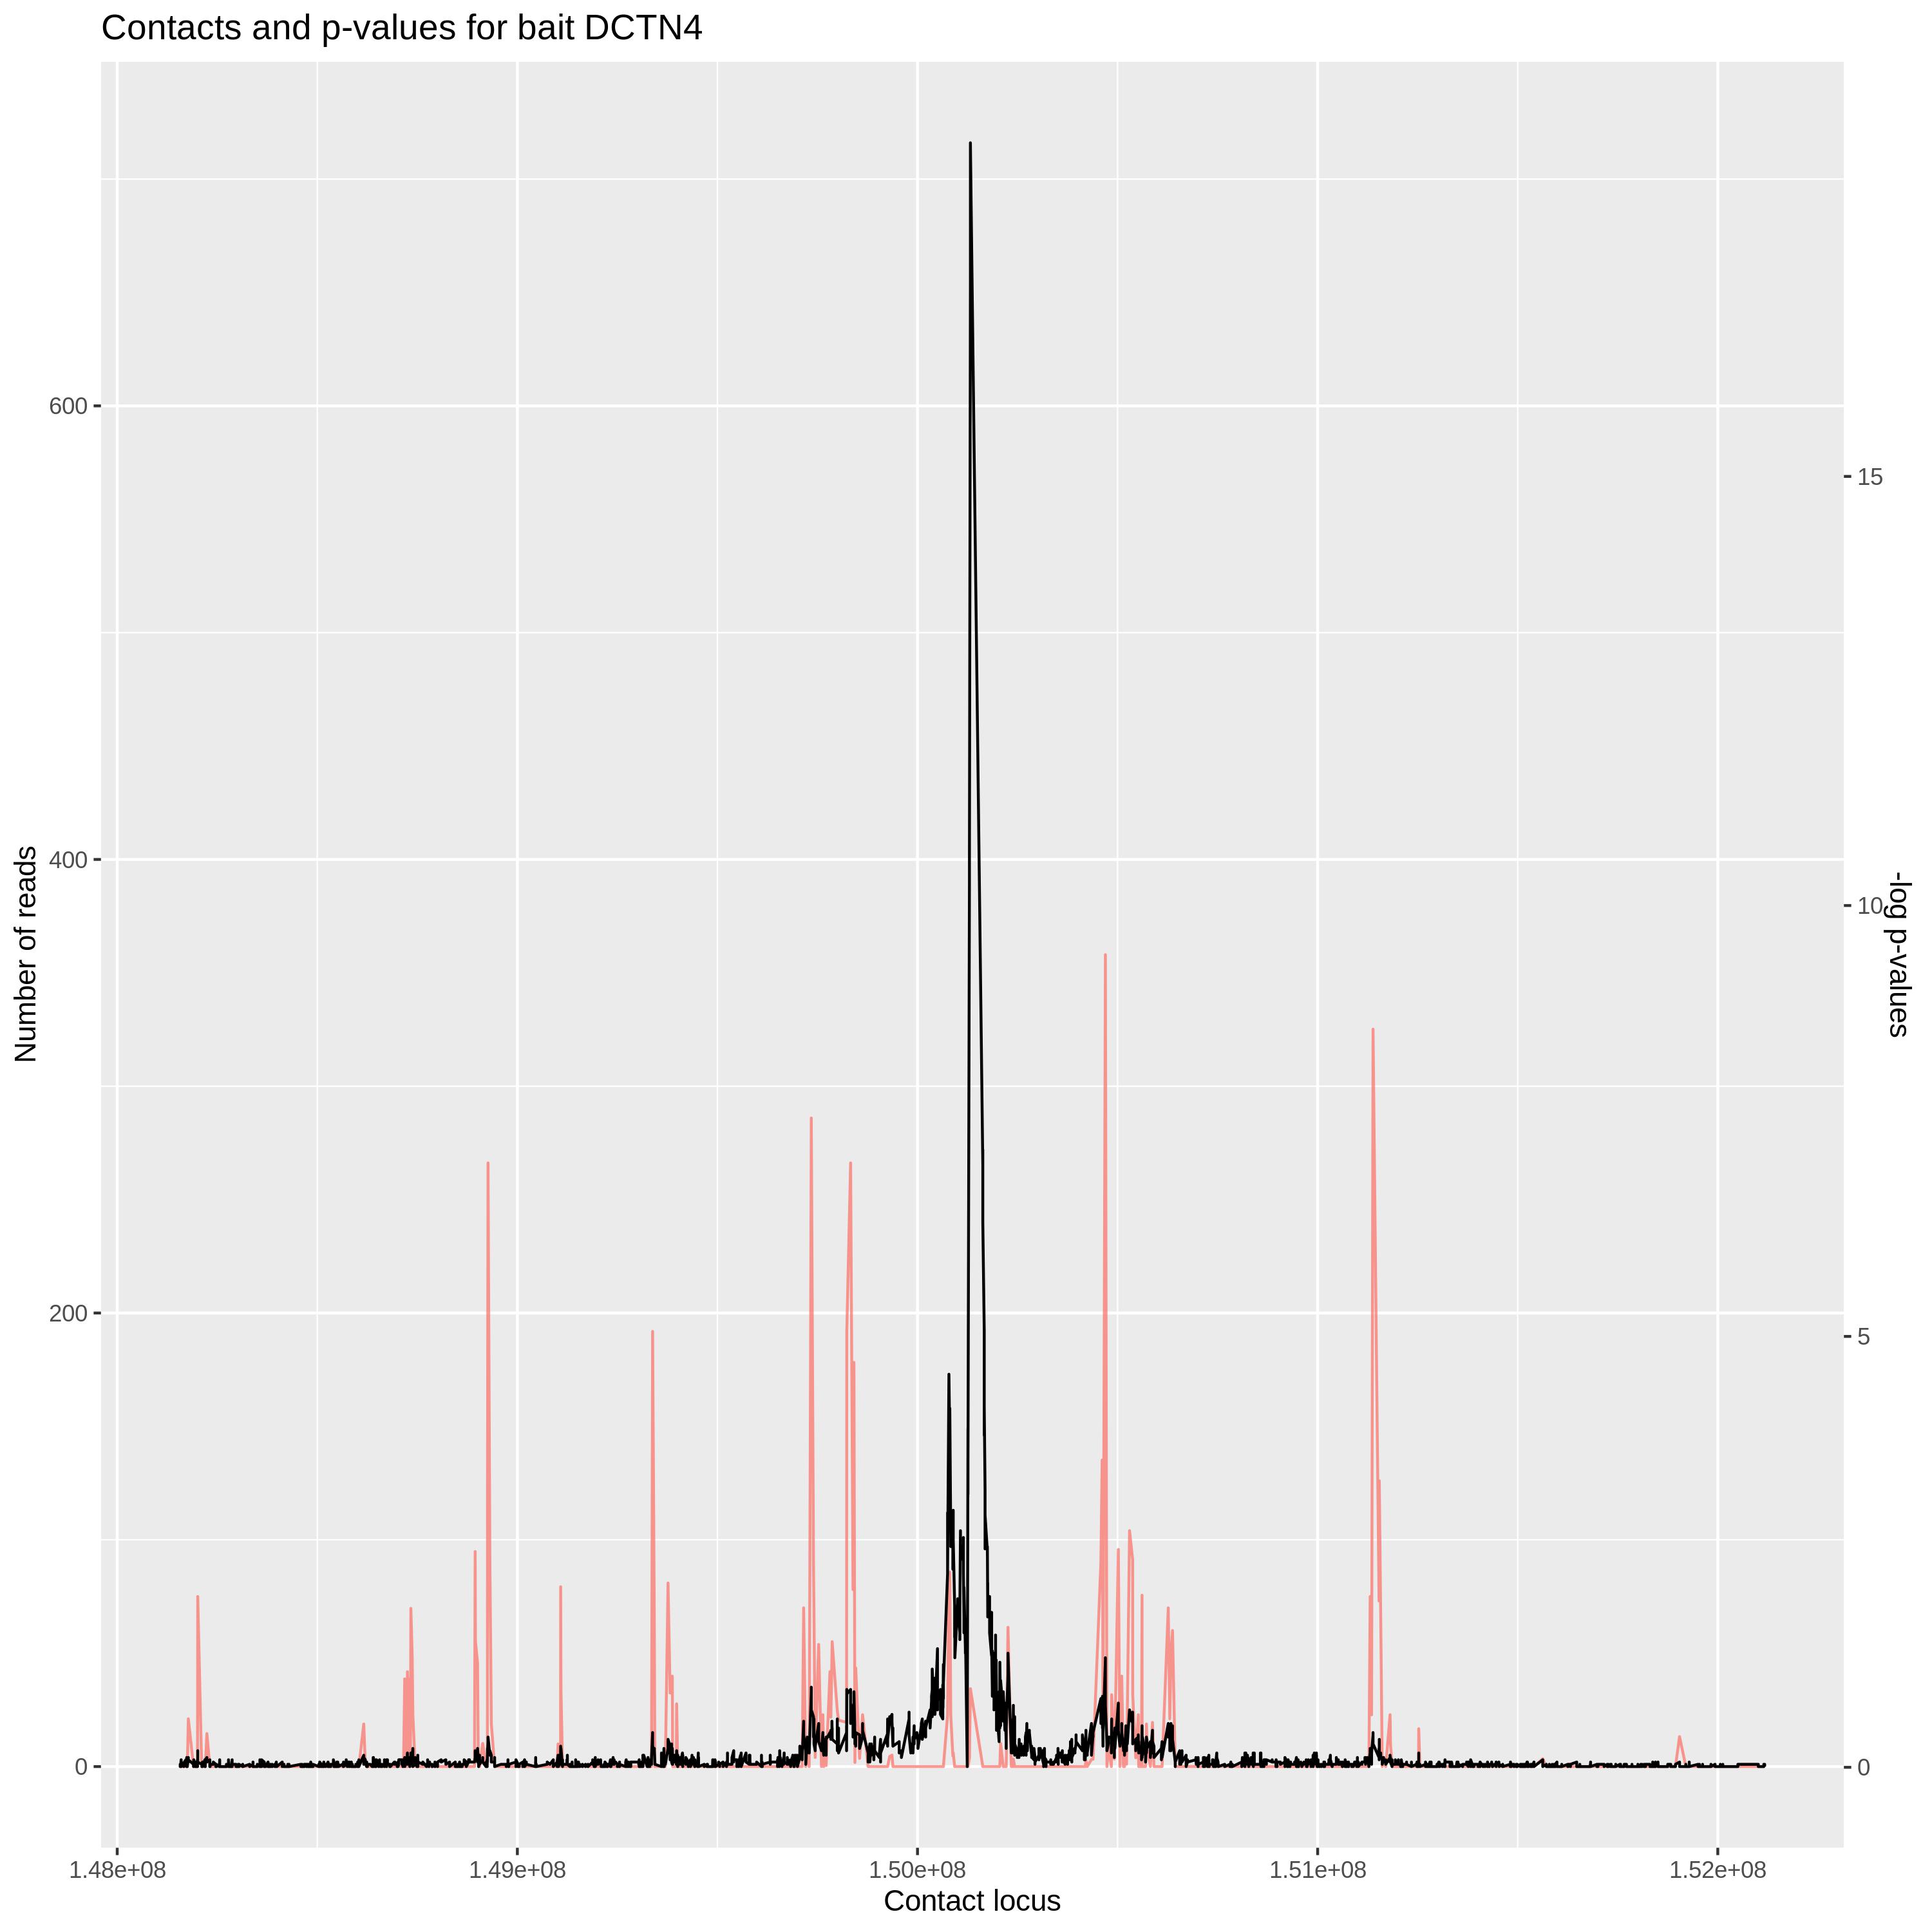 Contacts and p-values for bait DCTN4
Number of reads
600
400
200
0
15
10
5
0
-log p-values
1.48e+08
1.49e+08
1.50e+08
1.51e+08
1.52e+08
Contact locus